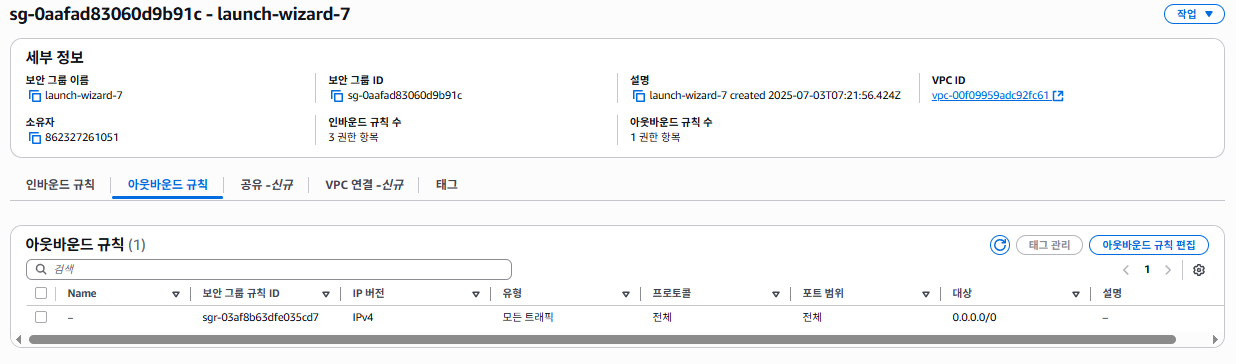 sg-0aafad83060d9b91c - launch-wizard-7
작업
세부 정보
보안 그룹 이름
launch-wizard-7
보안 그룹 ID
sg-0aafad83060d9b91c
설명
launch-wizard-7 created 2025-07-03T07:21:56.424Z
VPC ID
vpc-00f09959adc92fc61
소유자
862327261051
인바운드 규칙 수
3 권한 항목
아웃바운드 규칙 수
1 권한 항목
인바운드 규칙 아웃바운드 규칙 공유 -신규 VPC 연결 -신규 태그
아웃바운드 규칙 (1)
태그 관리
아웃바운드 규칙 편집
검색
1
Name 보안 그룹 규칙 ID IP 버전 유형 프로토콜 포트 범위 대상 설명
– sgr-03af8b63dfe035cd7 IPv4 모든 트래픽 전체 전체 0.0.0.0/0 –